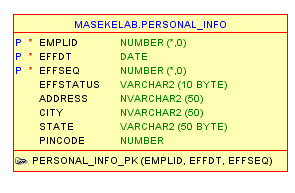 MASEKELAB.PERSONAL_INFO
P * EMPLID NUMBER (*,0)
P * EFFDT DATE
P * EFFSEQ NUMBER (*,0)
EFFSTATUS VARCHAR2 (10 BYTE)
ADDRESS NVARCHAR2 (50)
CITY NVARCHAR2 (50)
STATE VARCHAR2 (50 BYTE)
PINCODE NUMBER
PERSONAL_INFO_PK (EMPLID, EFFDT, EFFSEQ)